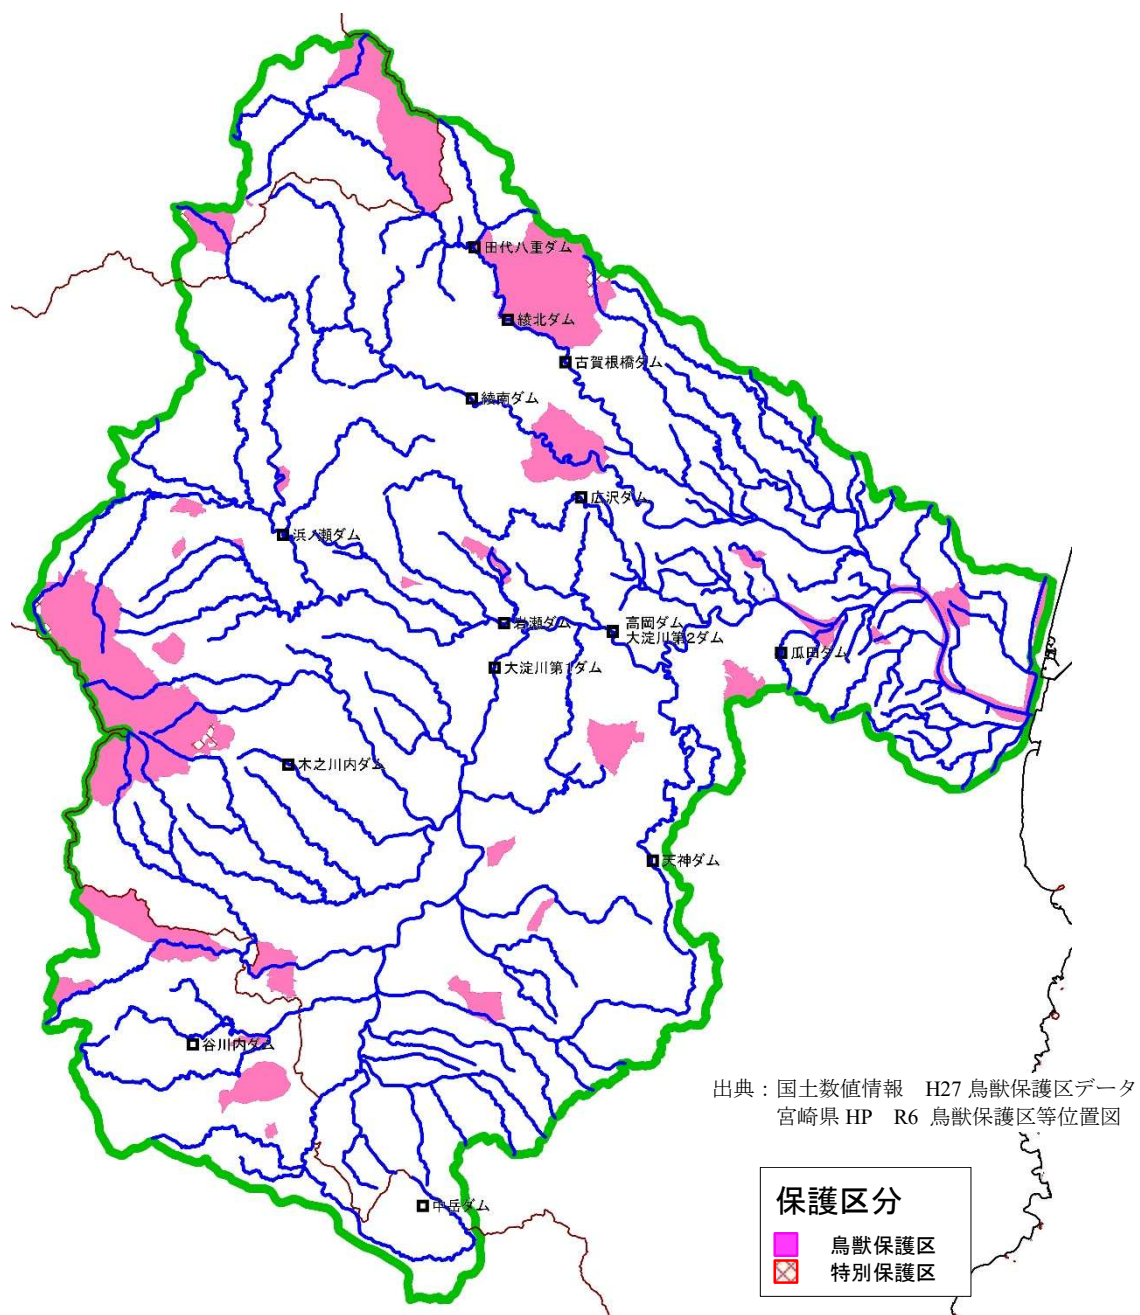 田代八重ダム
綾北ダム
古賀根橋ダム
綾南ダム
広沢ダム
浜ノ瀬ダム
岩瀬ダム
高岡ダム
大淀川第2ダム
瓜田ダム
大淀川第1ダム
木之川内ダム
天神ダム
谷川内ダム
中岳ダム
出典：国土数値情報 H27 鳥獣保護区データ
宮崎県 HP R6 鳥獣保護区等位置図
保護区分
鳥獣保護区
特別保護区